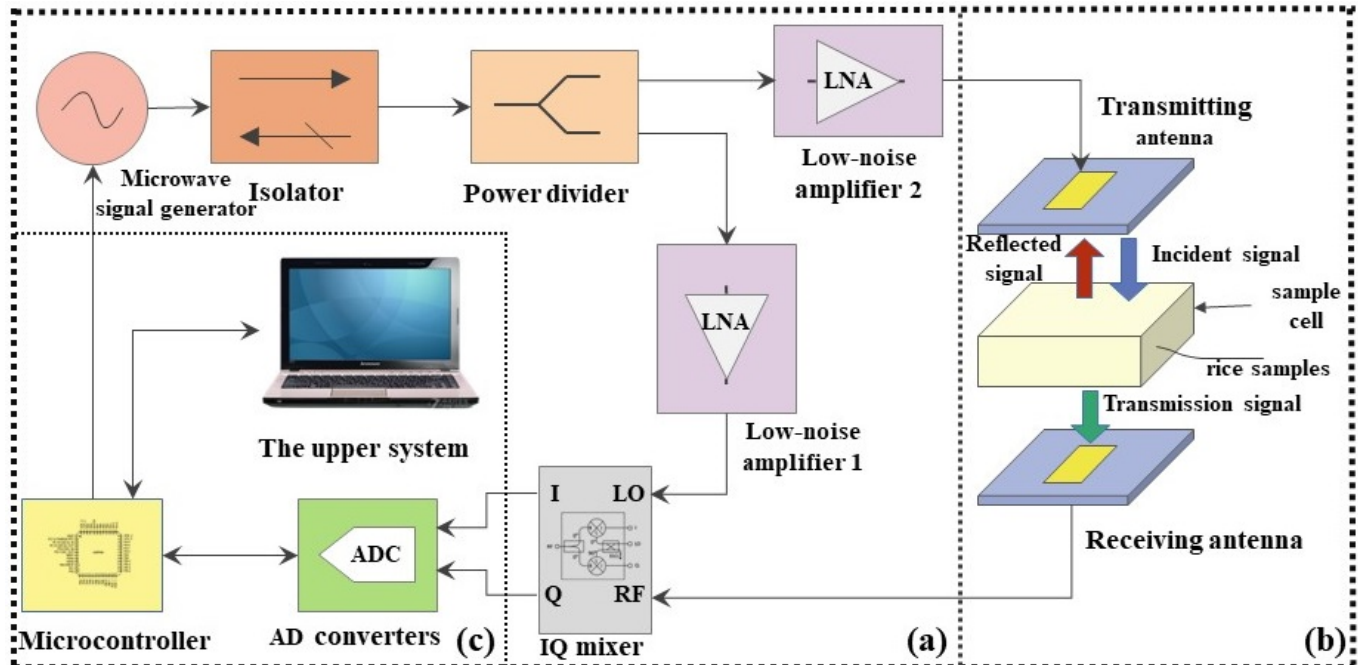 LNA
Transmitting
antenna
Microwave
signal generator
Isolator
Power divider
Low-noise
amplifier 2
Reflected
signal
Incident signal
sample
cell
rice samples
LNA
Transmission signal
The upper system
Low-noise
amplifier 1
I
LO
ADC
Q
RF
Receiving antenna
Microcontroller
AD converters
IQ mixer
(c)
(a)
(b)